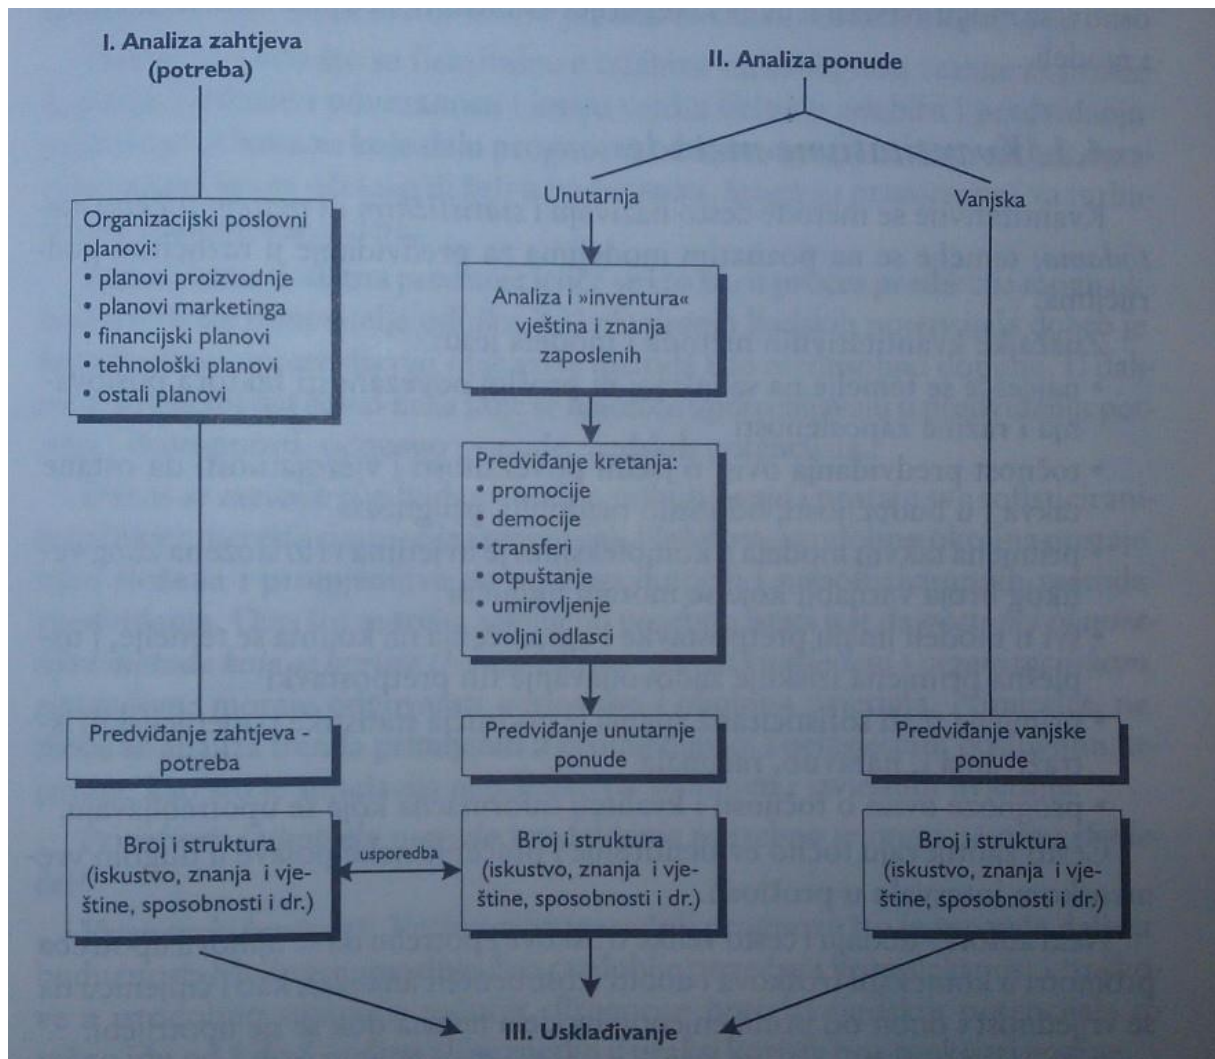 I. Analiza zahtjeva
(potreba)
Organizacijski poslovni
planovi:
• planovi proizvodnje
• planovi marketinga
• financijski planovi
• tehnološki planovi
• ostali planovi
Predviđanje zahtjeva -
potreba
Broj i struktura
(iskustvo, znanja i vje-
štine, sposobnosti i dr.)
usporedba
II. Analiza ponude
Unutarnja
Analiza i »inventura«
vještina i znanja
zaposlenih
Predviđanje kretanja:
• promocije
• democije
• transferi
• otpuštanje
• umirovljenje
• voljni odlasci
Predviđanje unutarnje
ponude
Broj i struktura
(iskustvo, znanja i vje-
štine, sposobnosti i dr.)
Vanjska
Predviđanje vanjske
ponude
Broj i struktura
(iskustvo, znanja i vje-
štine, sposobnosti i dr.)
III. Usklađivanje